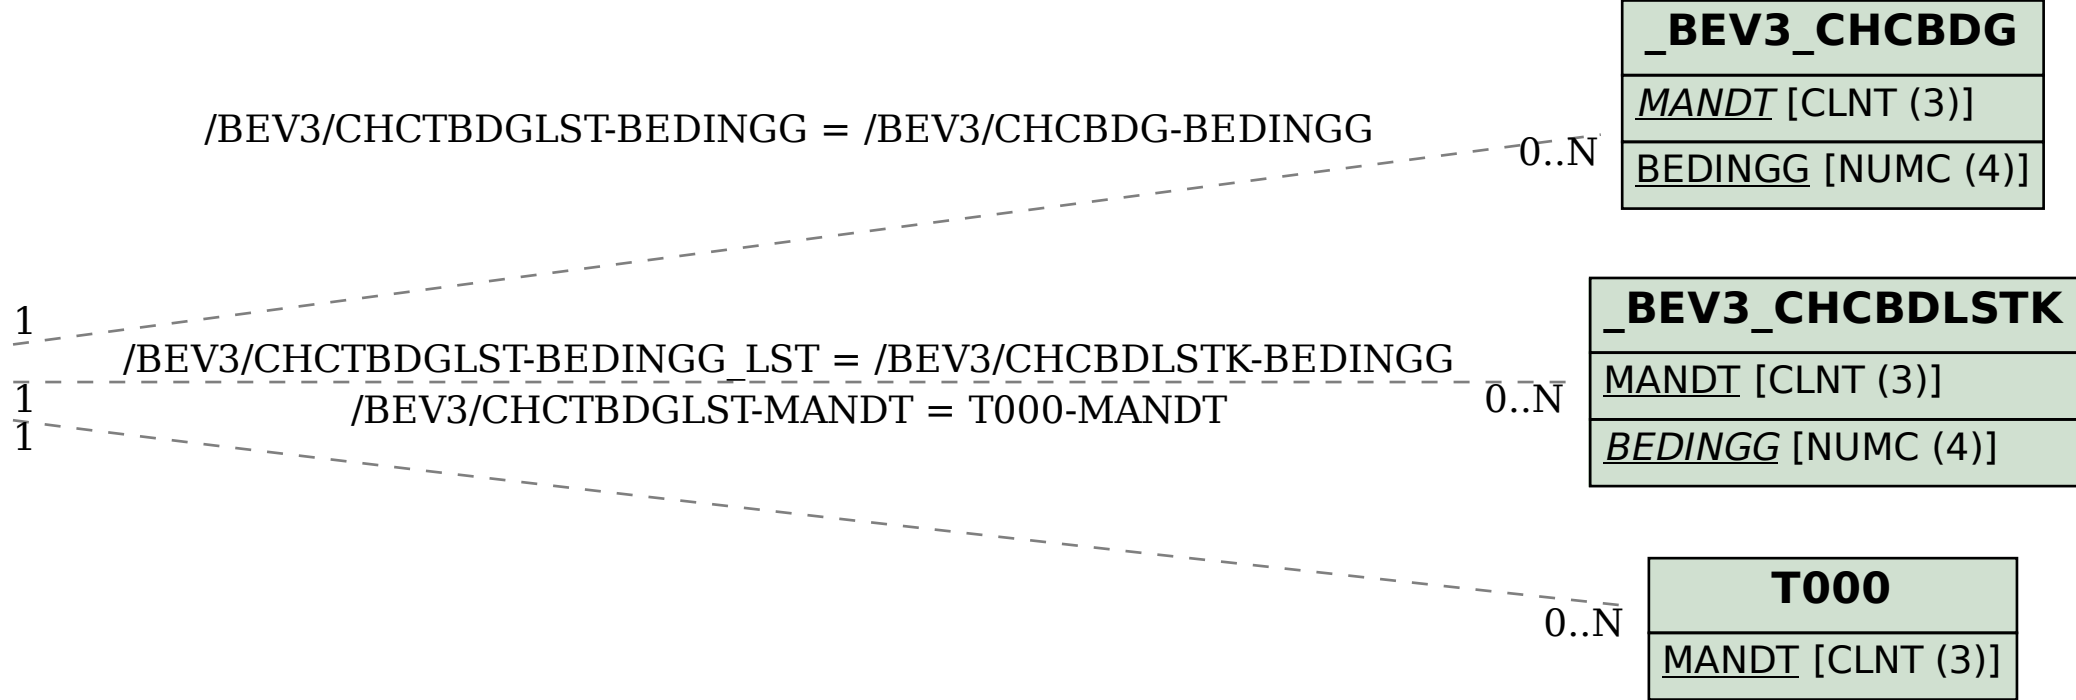 _BEV3_CHCBDG
MANDT [CLNT (3)]
BEDINGG [NUMC (4)]
/BEV3/CHCTBDGLST-BEDINGG = /BEV3/CHCBDG-BEDINGG
0..N
1
_BEV3_CHCBDLSTK
MANDT [CLNT (3)]
BEDINGG [NUMC (4)]
/BEV3/CHCTBDGLST-BEDINGG_LST = /BEV3/CHCBDLSTK-BEDINGG
0..N
1
/BEV3/CHCTBDGLST-MANDT = T000-MANDT
1
0..N
T000
MANDT [CLNT (3)]